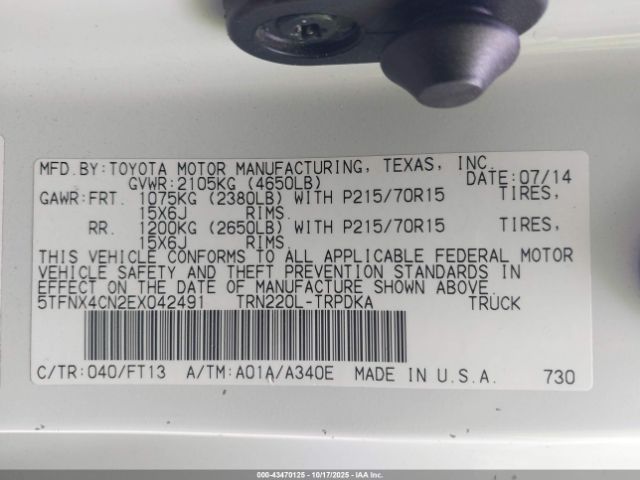 MFD.BY:TOYOTA MOTOR MANUFACTURING, TEXAS, INC.
GVWR:2105KG (4650LB) DATE:07/14
GAWR:FRT. 1075KG (2380LB) WITH P215/70R15 TIRES,
15X6J RIMS.
RR. 1200KG (2650LB) WITH P215/70R15 TIRES,
15X6J RIMS.
THIS VEHICLE CONFORMS TO ALL APPLICABLE FEDERAL MOTOR
VEHICLE SAFETY AND THEFT PREVENTION STANDARDS IN
EFFECT ON THE DATE OF MANUFACTURE SHOWN ABOVE.
5TFNX4CN2EX042491 TRN220L-TRPDKA TRUCK
C/TR:040/FT13 A/TM:A01A/A340E MADE IN U.S.A. 730
000-43470125 - 10/17/2025 - IAAI.COM